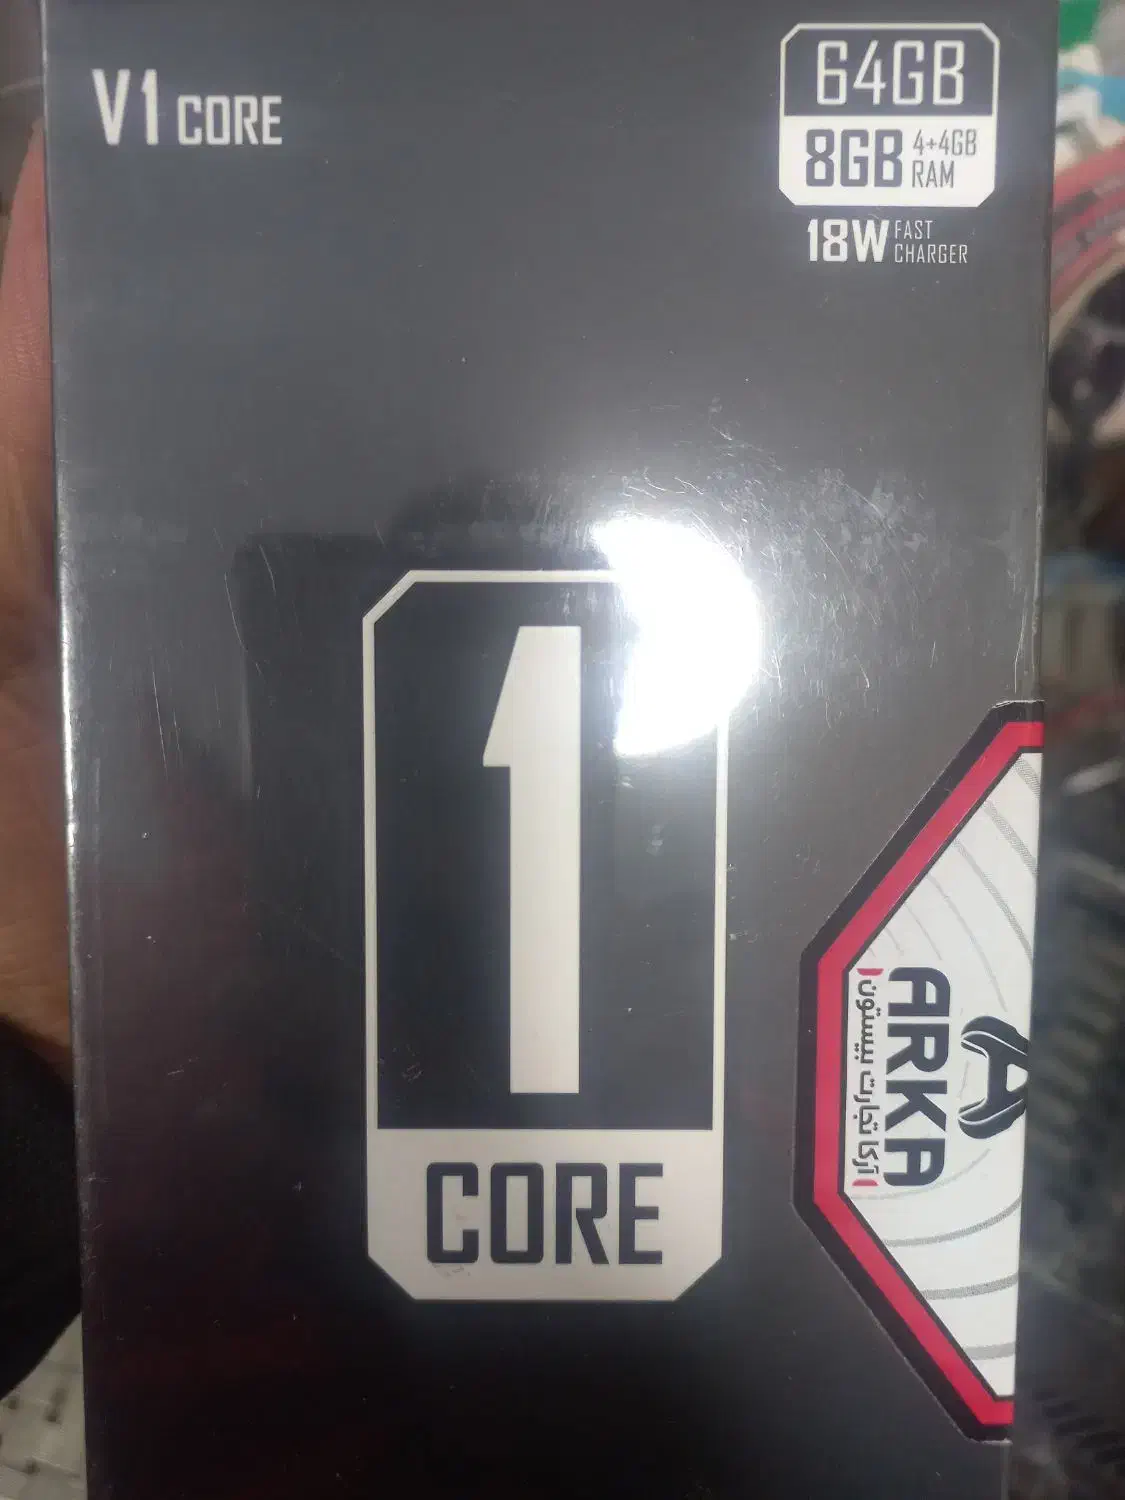 V1 CORE
64GB
8GB 4+4GB RAM
18W FAST CHARGER
1
CORE
ARKA
آرکا تجارت بیستون